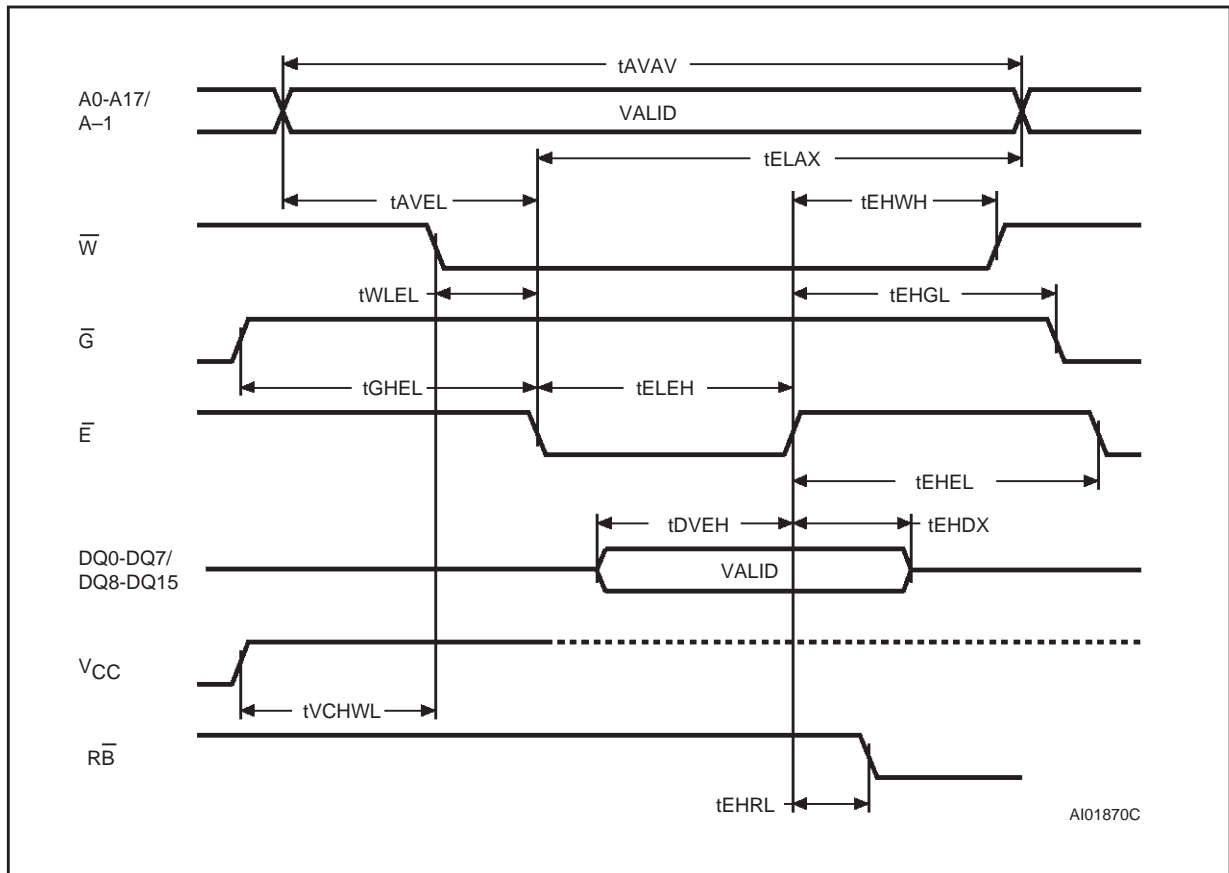 tAVAV
A0-A17/
A–1
VALID
tELAX
tAVEL
tEHWH
W̅
tWLEL
tEHGL
G̅
tGHEL
tELEH
E̅
tEHEL
tDVEH
tEHDX
DQ0-DQ7/
DQ8-DQ15
VALID
VCC
tVCHWL
RB̅
tEHRL
AI01870C